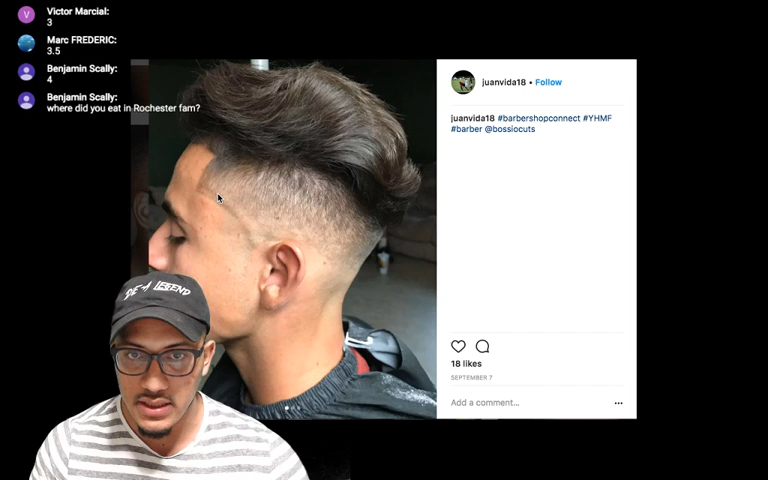 V
Victor Marcial:
3
Marc FREDERIC:
3.5
Benjamin Scally:
4
Benjamin Scally:
where did you eat in Rochester fam?
juanvida18 • Follow
juanvida18 #barbershopconnect #YHMF
#barber @bossiocuts
18 likes
SEPTEMBER 7
Add a comment...
BE A LEGEND